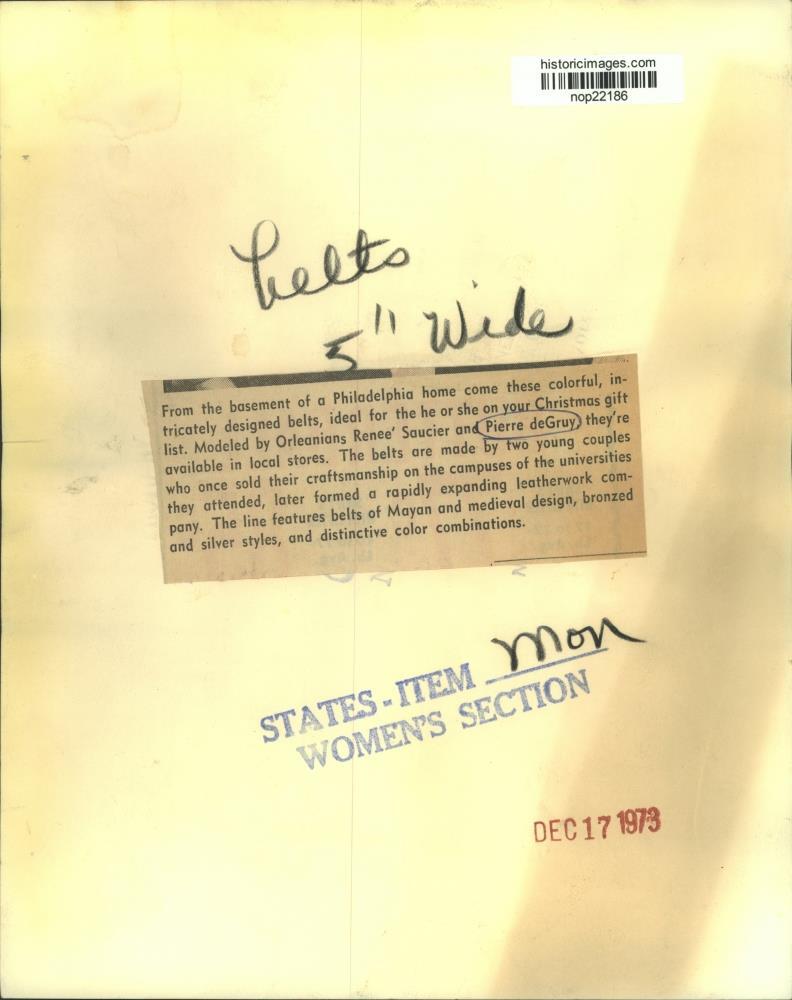 historicimages.com
nop22186
belts
5" Wide
From the basement of a Philadelphia home come these colorful, in-
tricately designed belts, ideal for the he or she on your Christmas gift
list. Modeled by Orleanians Renee' Saucier and Pierre deGruy, they're
available in local stores. The belts are made by two young couples
who once sold their craftsmanship on the campuses of the universities
they attended, later formed a rapidly expanding leatherwork com-
pany. The line features belts of Mayan and medieval design, bronzed
and silver styles, and distinctive color combinations.
STATES-ITEM Mon
WOMEN'S SECTION
DEC 17 1973